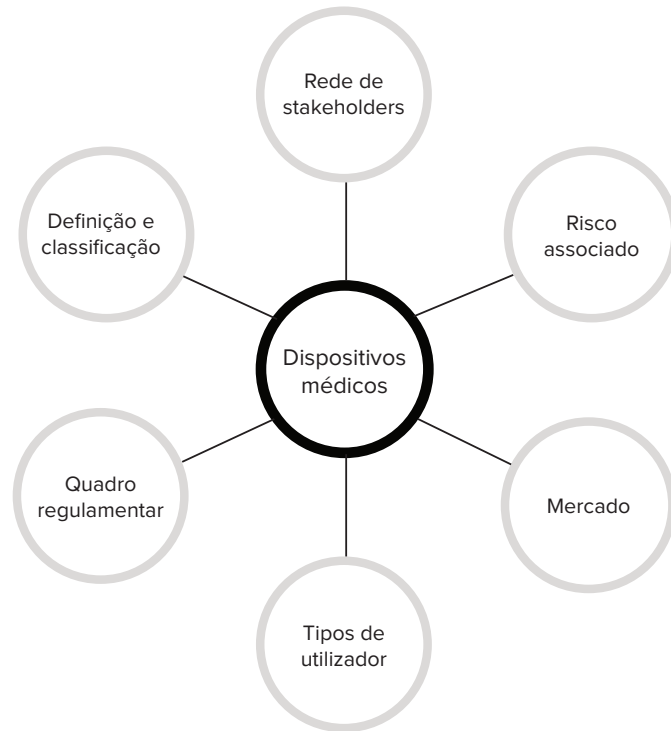 Rede de
stakeholders
Definição e
classificação
Risco
associado
Dispositivos
médicos
Quadro
regulamentar
Mercado
Tipos de
utilizador